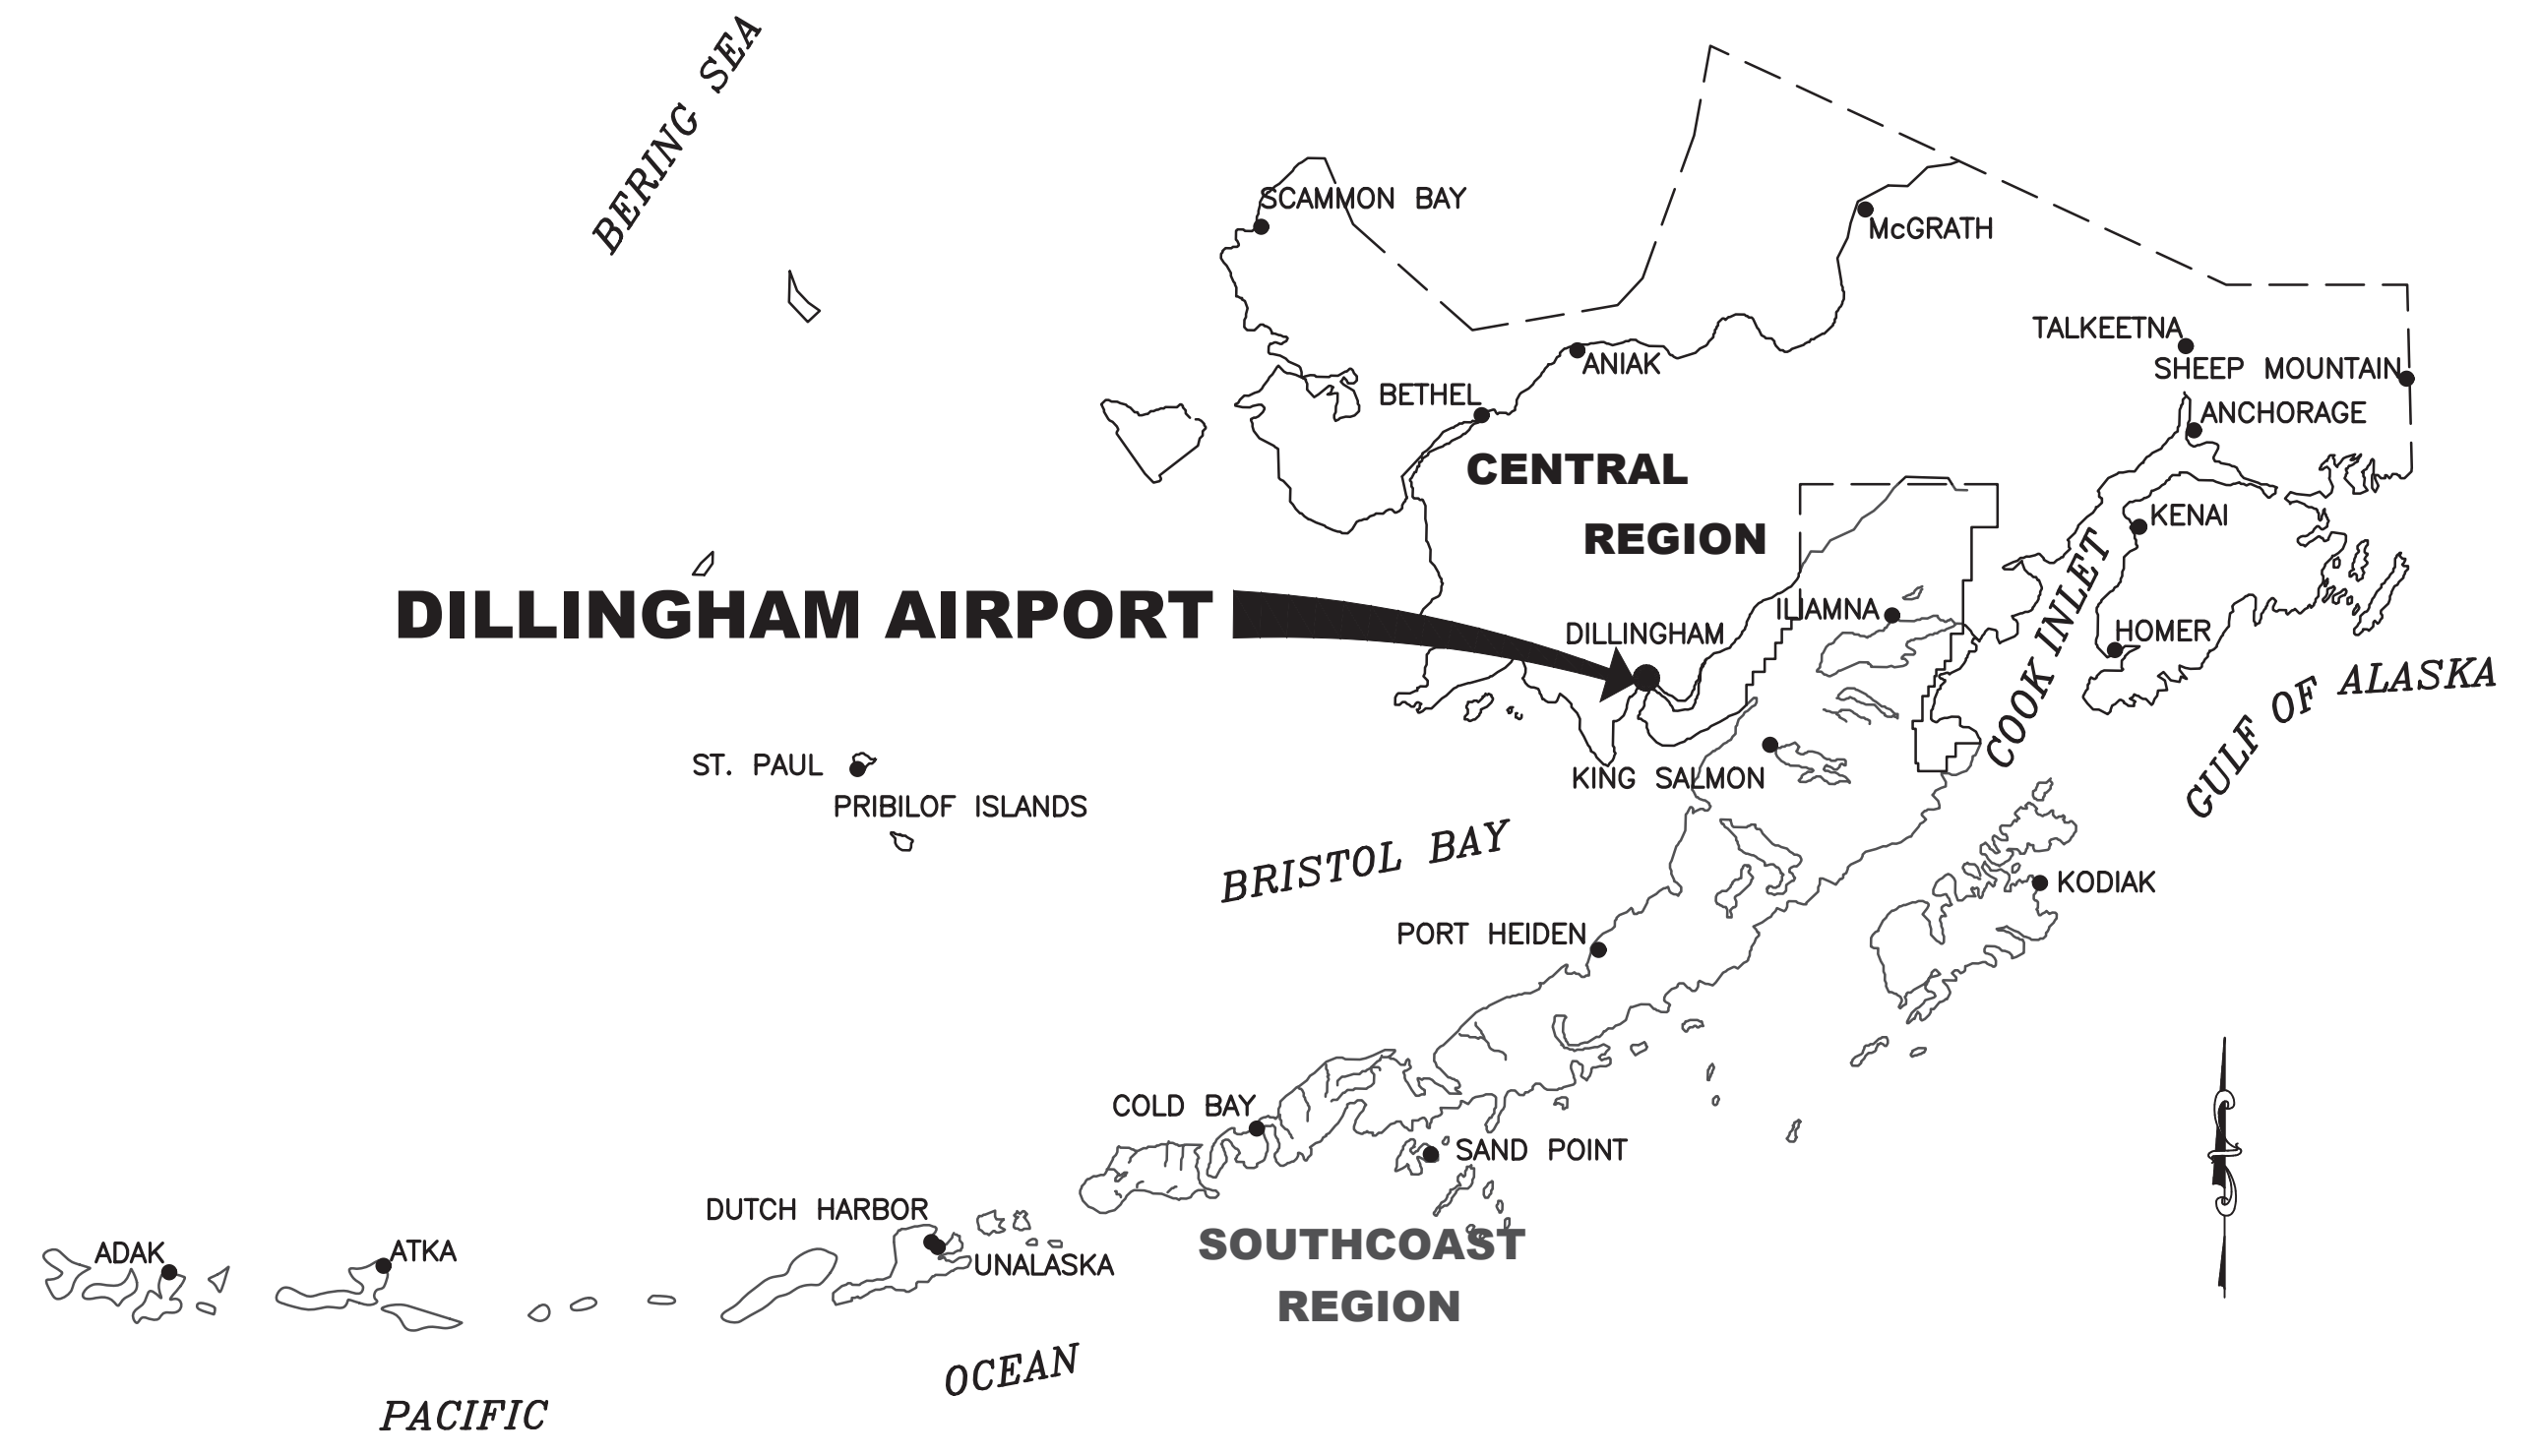 BERING SEA
SCAMMON BAY
McGRATH
TALKEETNA
SHEEP MOUNTAIN
ANIAK
BETHEL
ANCHORAGE
CENTRAL
REGION
KENAI
DILLINGHAM AIRPORT
ILIAMNA
DILLINGHAM
HOMER
COOK INLET
GULF OF ALASKA
ST. PAUL
PRIBILOF ISLANDS
KING SALMON
BRISTOL BAY
KODIAK
PORT HEIDEN
COLD BAY
SAND POINT
DUTCH HARBOR
UNALASKA
ADAK
ATKA
SOUTHCOAST
REGION
PACIFIC
OCEAN